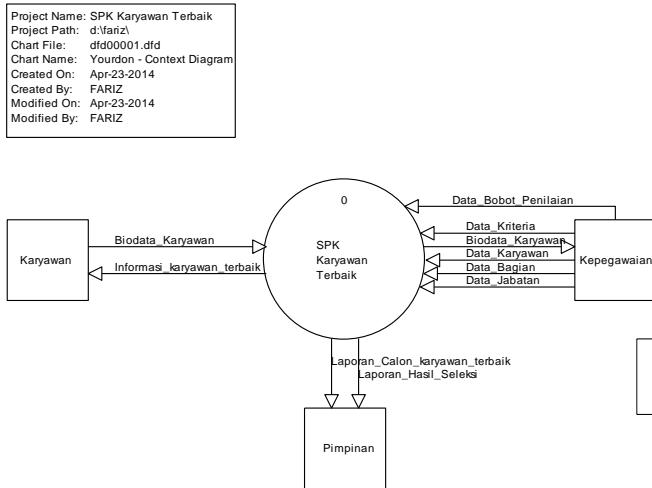 Project Name: SPK Karyawan Terbaik
Project Path: d:\fariz\
Chart File: dfd00001.dfd
Chart Name: Yourdon - Context Diagram
Created On: Apr-23-2014
Created By: FARIZ
Modified On: Apr-23-2014
Modified By: FARIZ
0
SPK
Karyawan
Terbaik
Karyawan
Biodata_Karyawan
Informasi_karyawan_terbaik
Data_Bobot_Penilaian
Data_Kriteria
Biodata_Karyawan
Data_Karyawan
Data_Bagian
Data_Jabatan
Kepegawaian
Laporan_Calon_karyawan_terbaik
Laporan_Hasil_Seleksi
Pimpinan